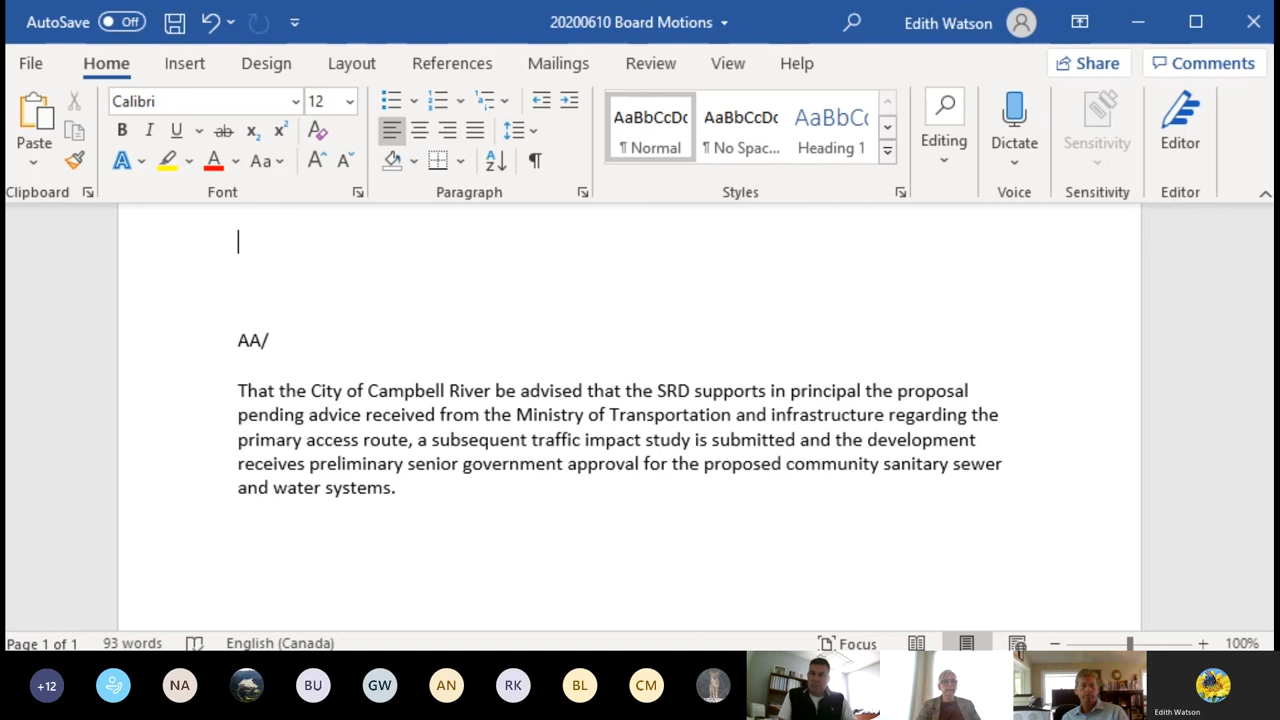 AutoSave Off 20200610 Board Motions Edith Watson
File Home Insert Design Layout References Mailings Review View Help Share Comments
Calibri 12
AaBbCcDc AaBbCcDc AaBbCc
Paste Editing Dictate Sensitivity Editor
¶ Normal ¶ No Spac... Heading 1
Clipboard Font Paragraph Styles Voice Sensitivity Editor
AA/
That the City of Campbell River be advised that the SRD supports in principal the proposal
pending advice received from the Ministry of Transportation and infrastructure regarding the
primary access route, a subsequent traffic impact study is submitted and the development
receives preliminary senior government approval for the proposed community sanitary sewer
and water systems.
Page 1 of 1 93 words English (Canada) Focus 100%
+12 NA BU GW AN RK BL CM
Edith Watson